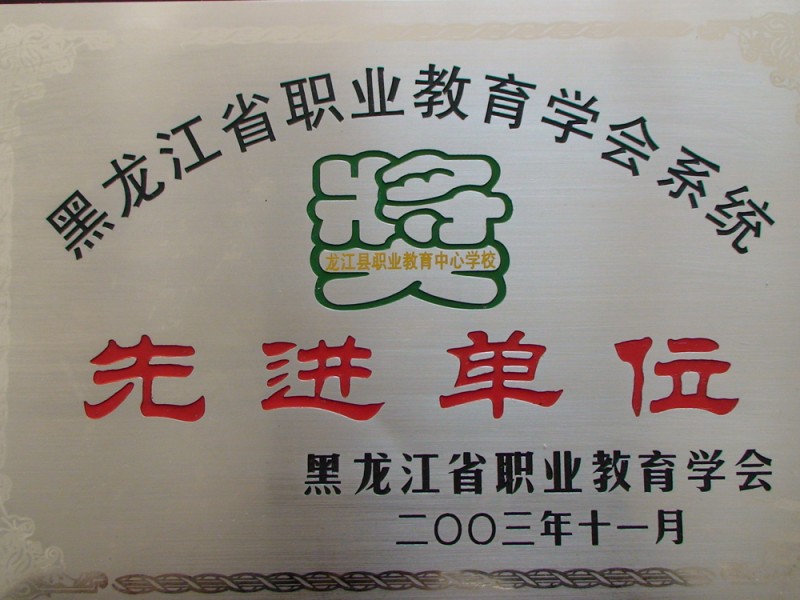 黑龙江省职业教育学会系统
奖
龙江县职业教育中心学校
先进单位
黑龙江省职业教育学会
二〇〇三年十一月